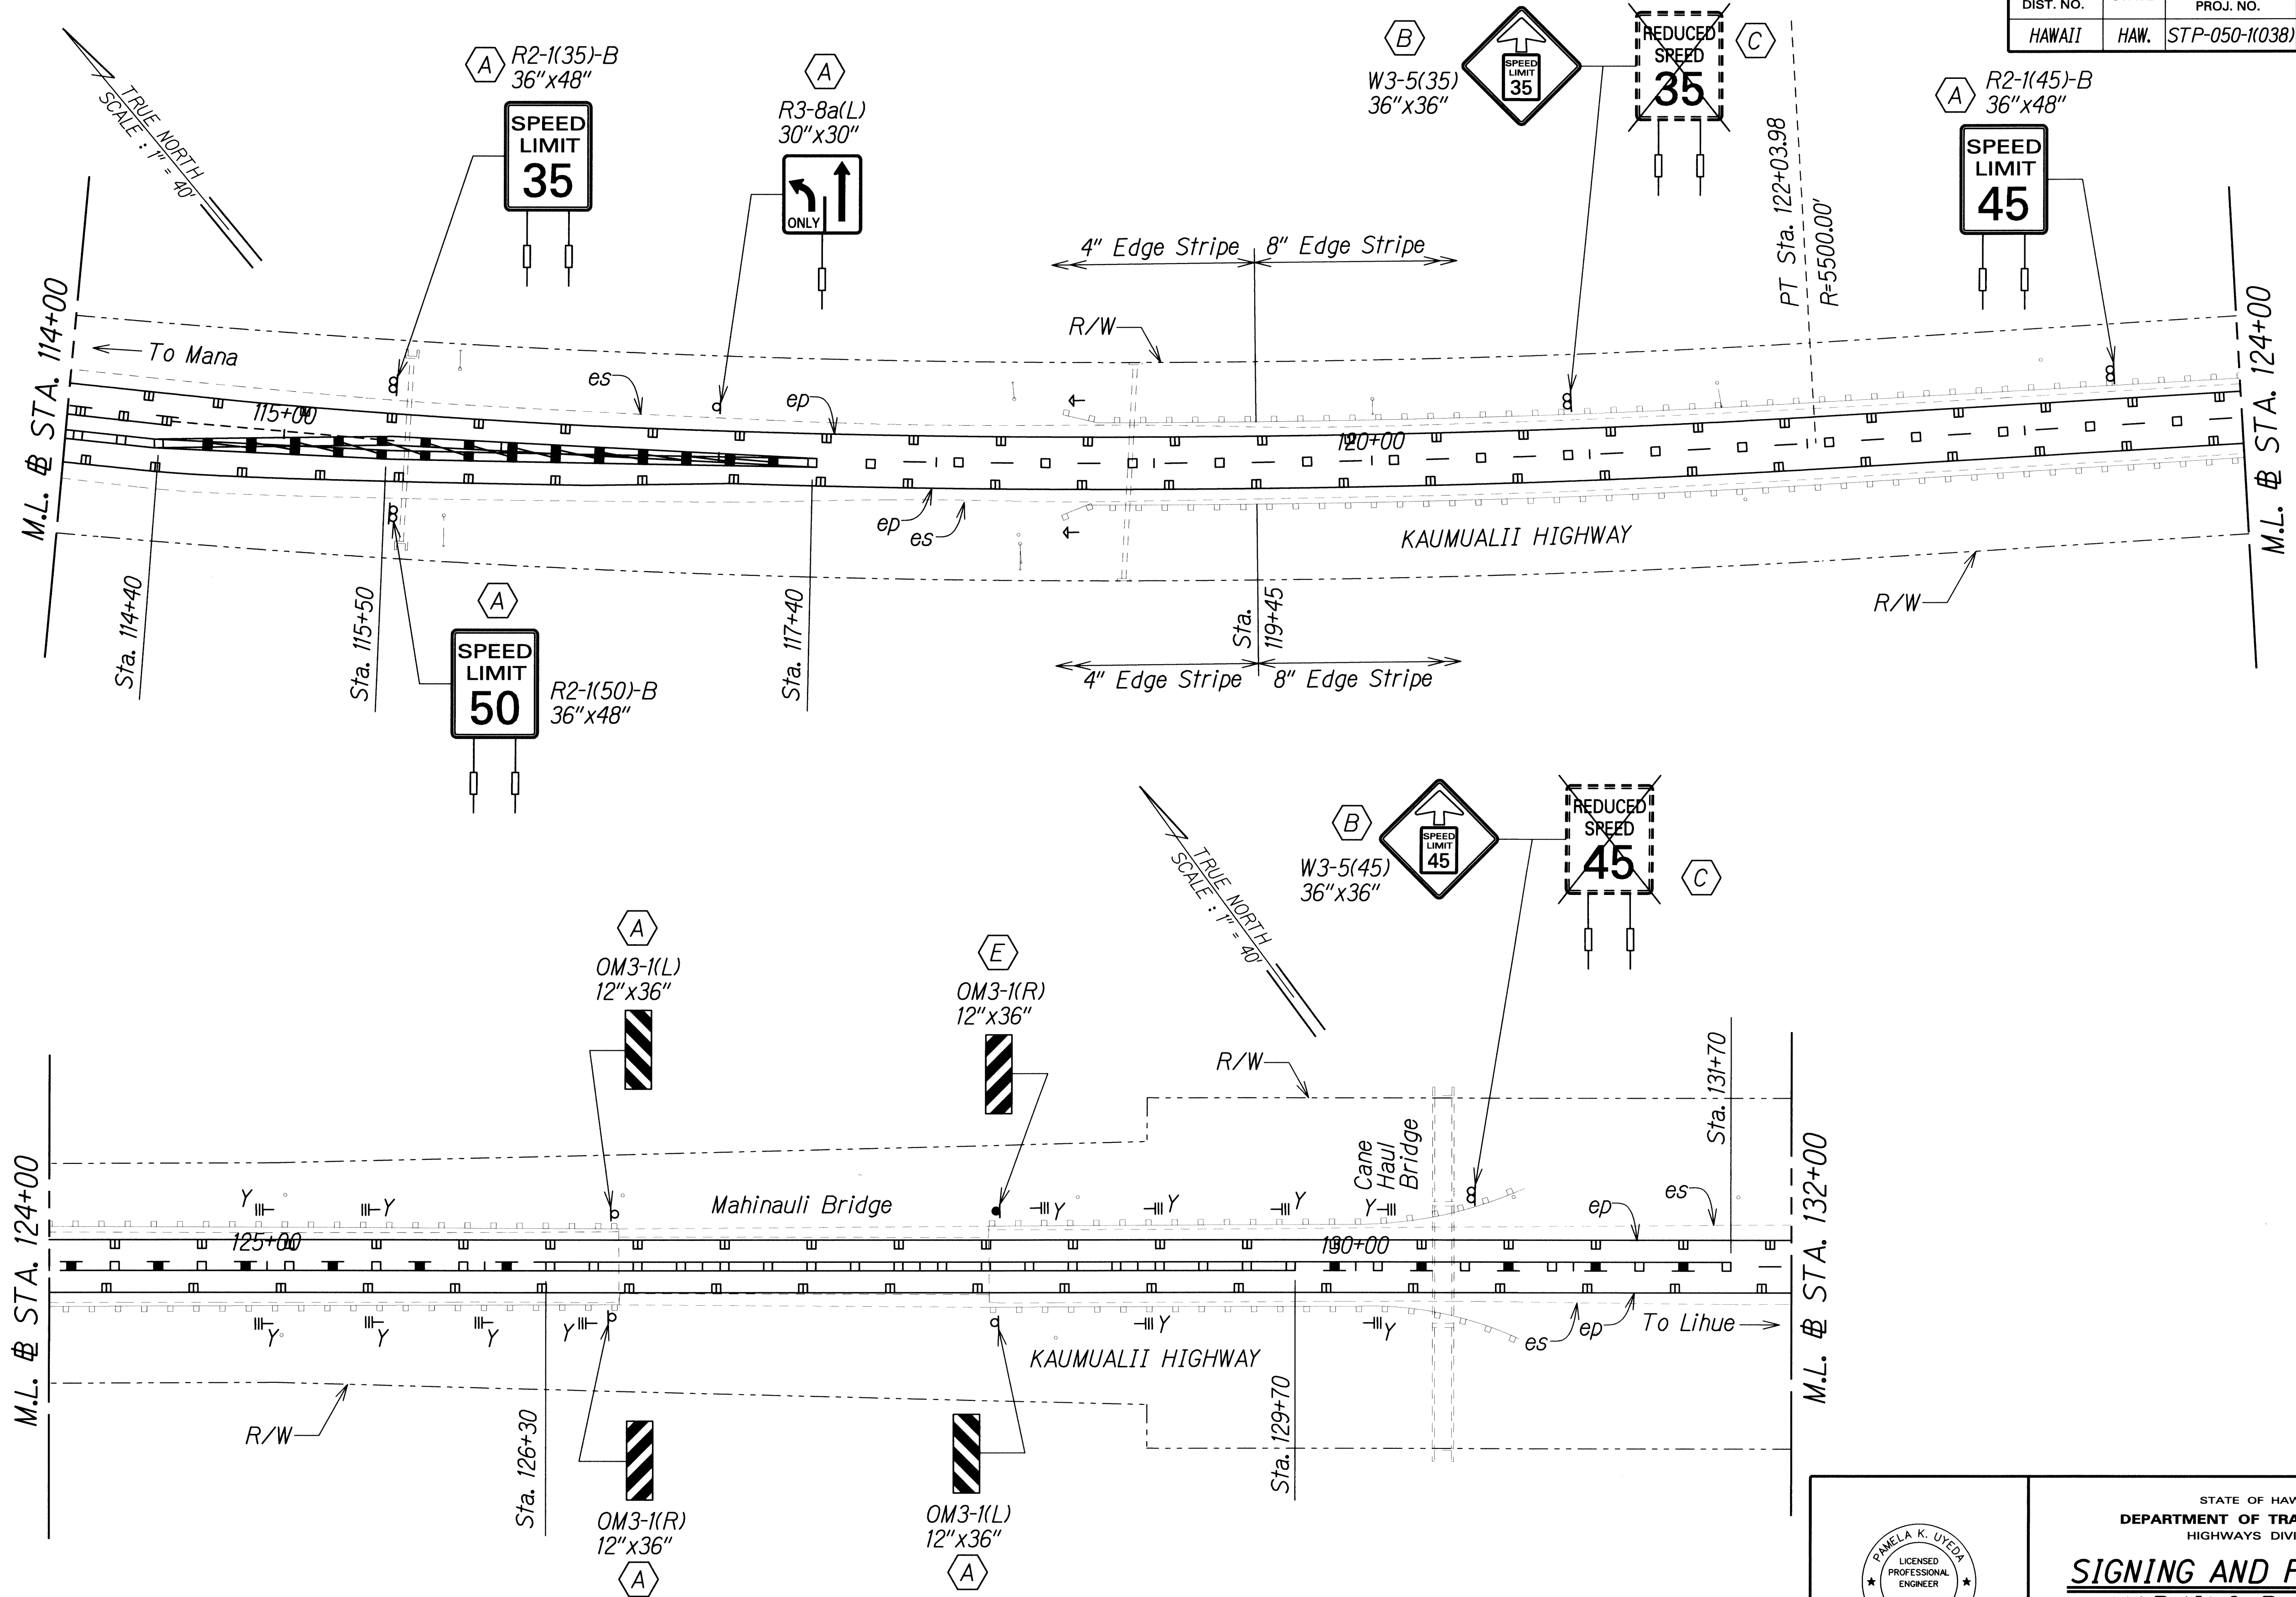 DIST. NO.
PROJ. NO.
HAWAII HAW. STP-050-1(038)
TRUE NORTH
SCALE : 1" = 40'
A R2-1(35)-B
36"x48"
SPEED
LIMIT
35
A
R3-8a(L)
30"x30"
ONLY
B
W3-5(35)
36"x36"
SPEED
LIMIT
35
REDUCED
SPEED
35
C
PT Sta. 122+03.98
R=5500.00'
A R2-1(45)-B
36"x48"
SPEED
LIMIT
45
4" Edge Stripe 8" Edge Stripe
R/W
M.L. ⅊ STA. 114+00
To Mana
es
ep
115+00
120+00
ep
es
KAUMUALII HIGHWAY
R/W
M.L. ⅊ STA. 124+00
Sta. 114+40
Sta. 115+50
Sta. 117+40
Sta.
119+45
4" Edge Stripe 8" Edge Stripe
A
SPEED
LIMIT
50
R2-1(50)-B
36"x48"
TRUE NORTH
SCALE : 1" = 40'
B
W3-5(45)
36"x36"
SPEED
LIMIT
45
REDUCED
SPEED
45
C
A
OM3-1(L)
12"x36"
E
OM3-1(R)
12"x36"
R/W
Sta. 131+70
M.L. ⅊ STA. 124+00
Y
Y
Mahinauli Bridge
Y
Y
Y
Cane
Haul
Bridge
Y
ep
es
125+00
130+00
M.L. ⅊ STA. 132+00
Y
Y
Y
Y
Y
Y
KAUMUALII HIGHWAY
es
ep
To Lihue
R/W
Sta. 126+30
Sta. 129+70
OM3-1(R)
12"x36"
A
OM3-1(L)
12"x36"
A
PAMELA K. UYEDA
LICENSED
PROFESSIONAL
ENGINEER
STATE OF HAW
DEPARTMENT OF TRA
HIGHWAYS DIVI
SIGNING AND P